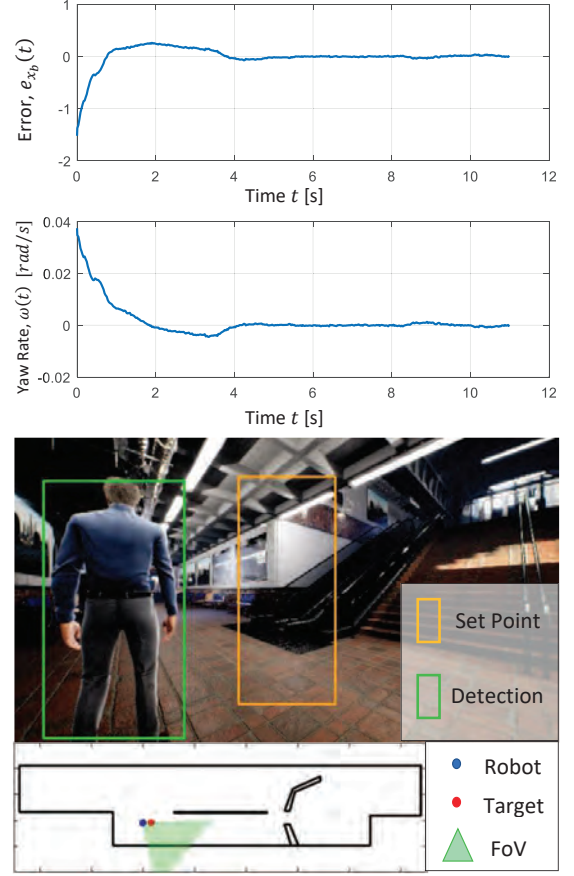 1
0
-1
-2
Error, e_{x_b}(t)
0 2 4 6 8 10 12
Time t [s]
0.04
0.02
0
-0.02
Yaw Rate, ω(t) [rad/s]
0 2 4 6 8 10 12
Time t [s]
Set Point
Detection
Robot
Target
FoV